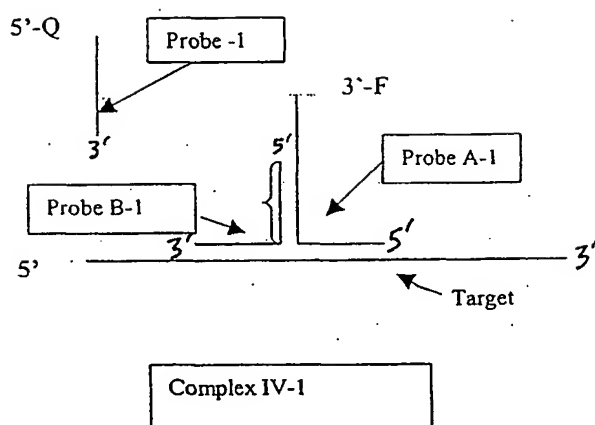 5'-Q
Probe -1
3'
3`-F
5'
Probe A-1
Probe B-1
3'
5'
5'
3'
Target
Complex IV-1